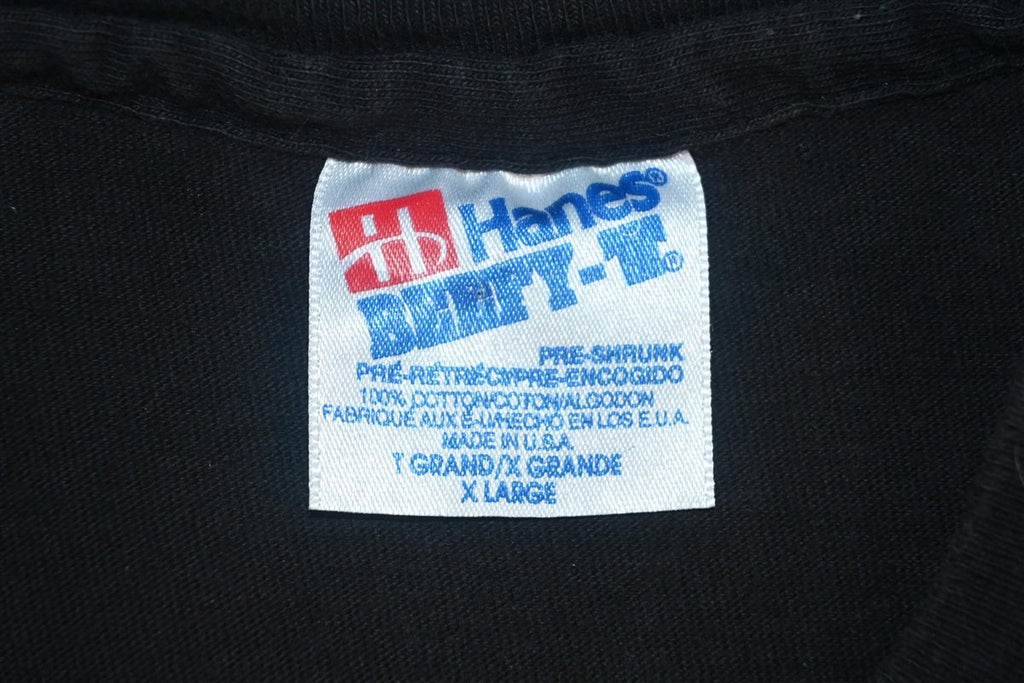 Hanes®
BEEFY-T.®
PRE-SHRUNK
PRÉ-RÉTRÉCY/PRE-ENCOGIDO
100% COTTON/COTON/ALGODON
FABRIQUÉ AUX É-U/HECHO EN LOS E.U.A.
MADE IN U.S.A.
T GRAND/X GRANDE
X LARGE